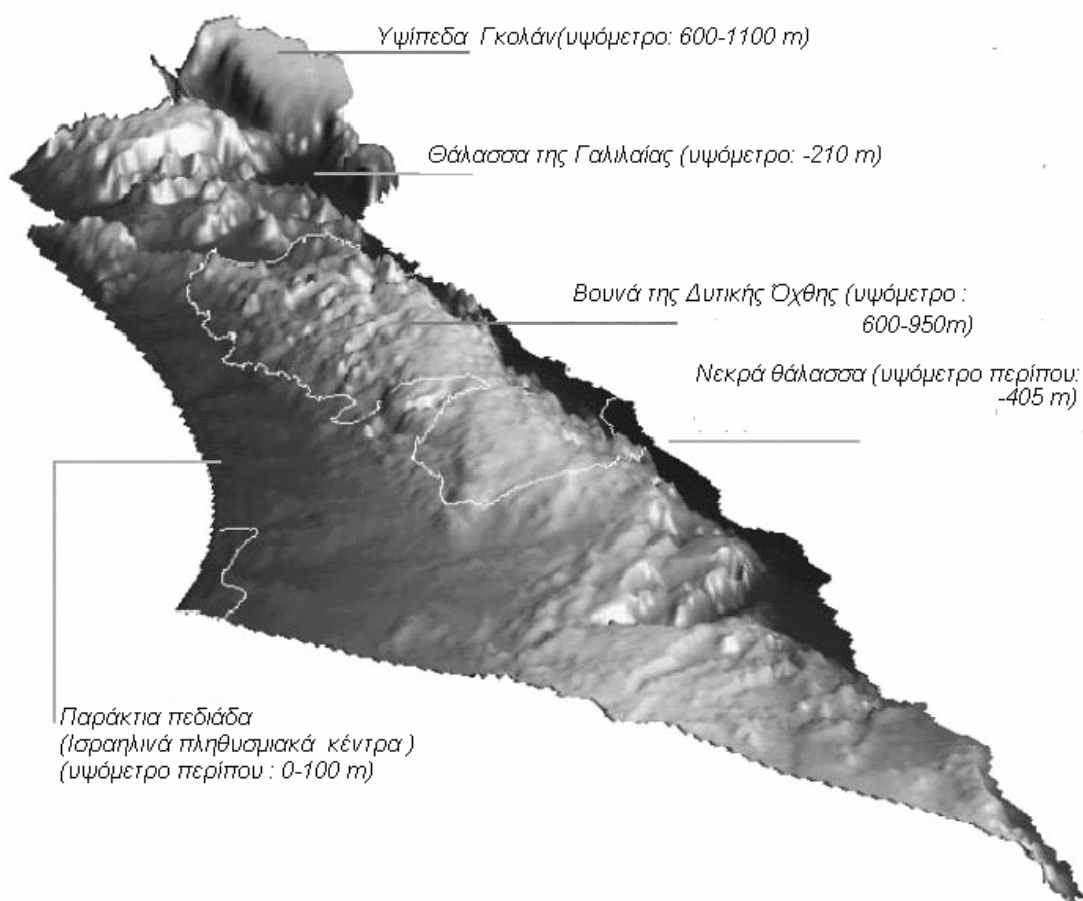 Υψίπεδα Γκολάν(υψόμετρο: 600-1100 m)
Θάλασσα της Γαλιλαίας (υψόμετρο: -210 m)
Βουνά της Δυτικής Όχθης (υψόμετρο :
600-950m)
Νεκρά θάλασσα (υψόμετρο περίπου:
-405 m)
Παράκτια πεδιάδα
(Ισραηλινά πληθυσμιακά κέντρα )
(υψόμετρο περίπου : 0-100 m)